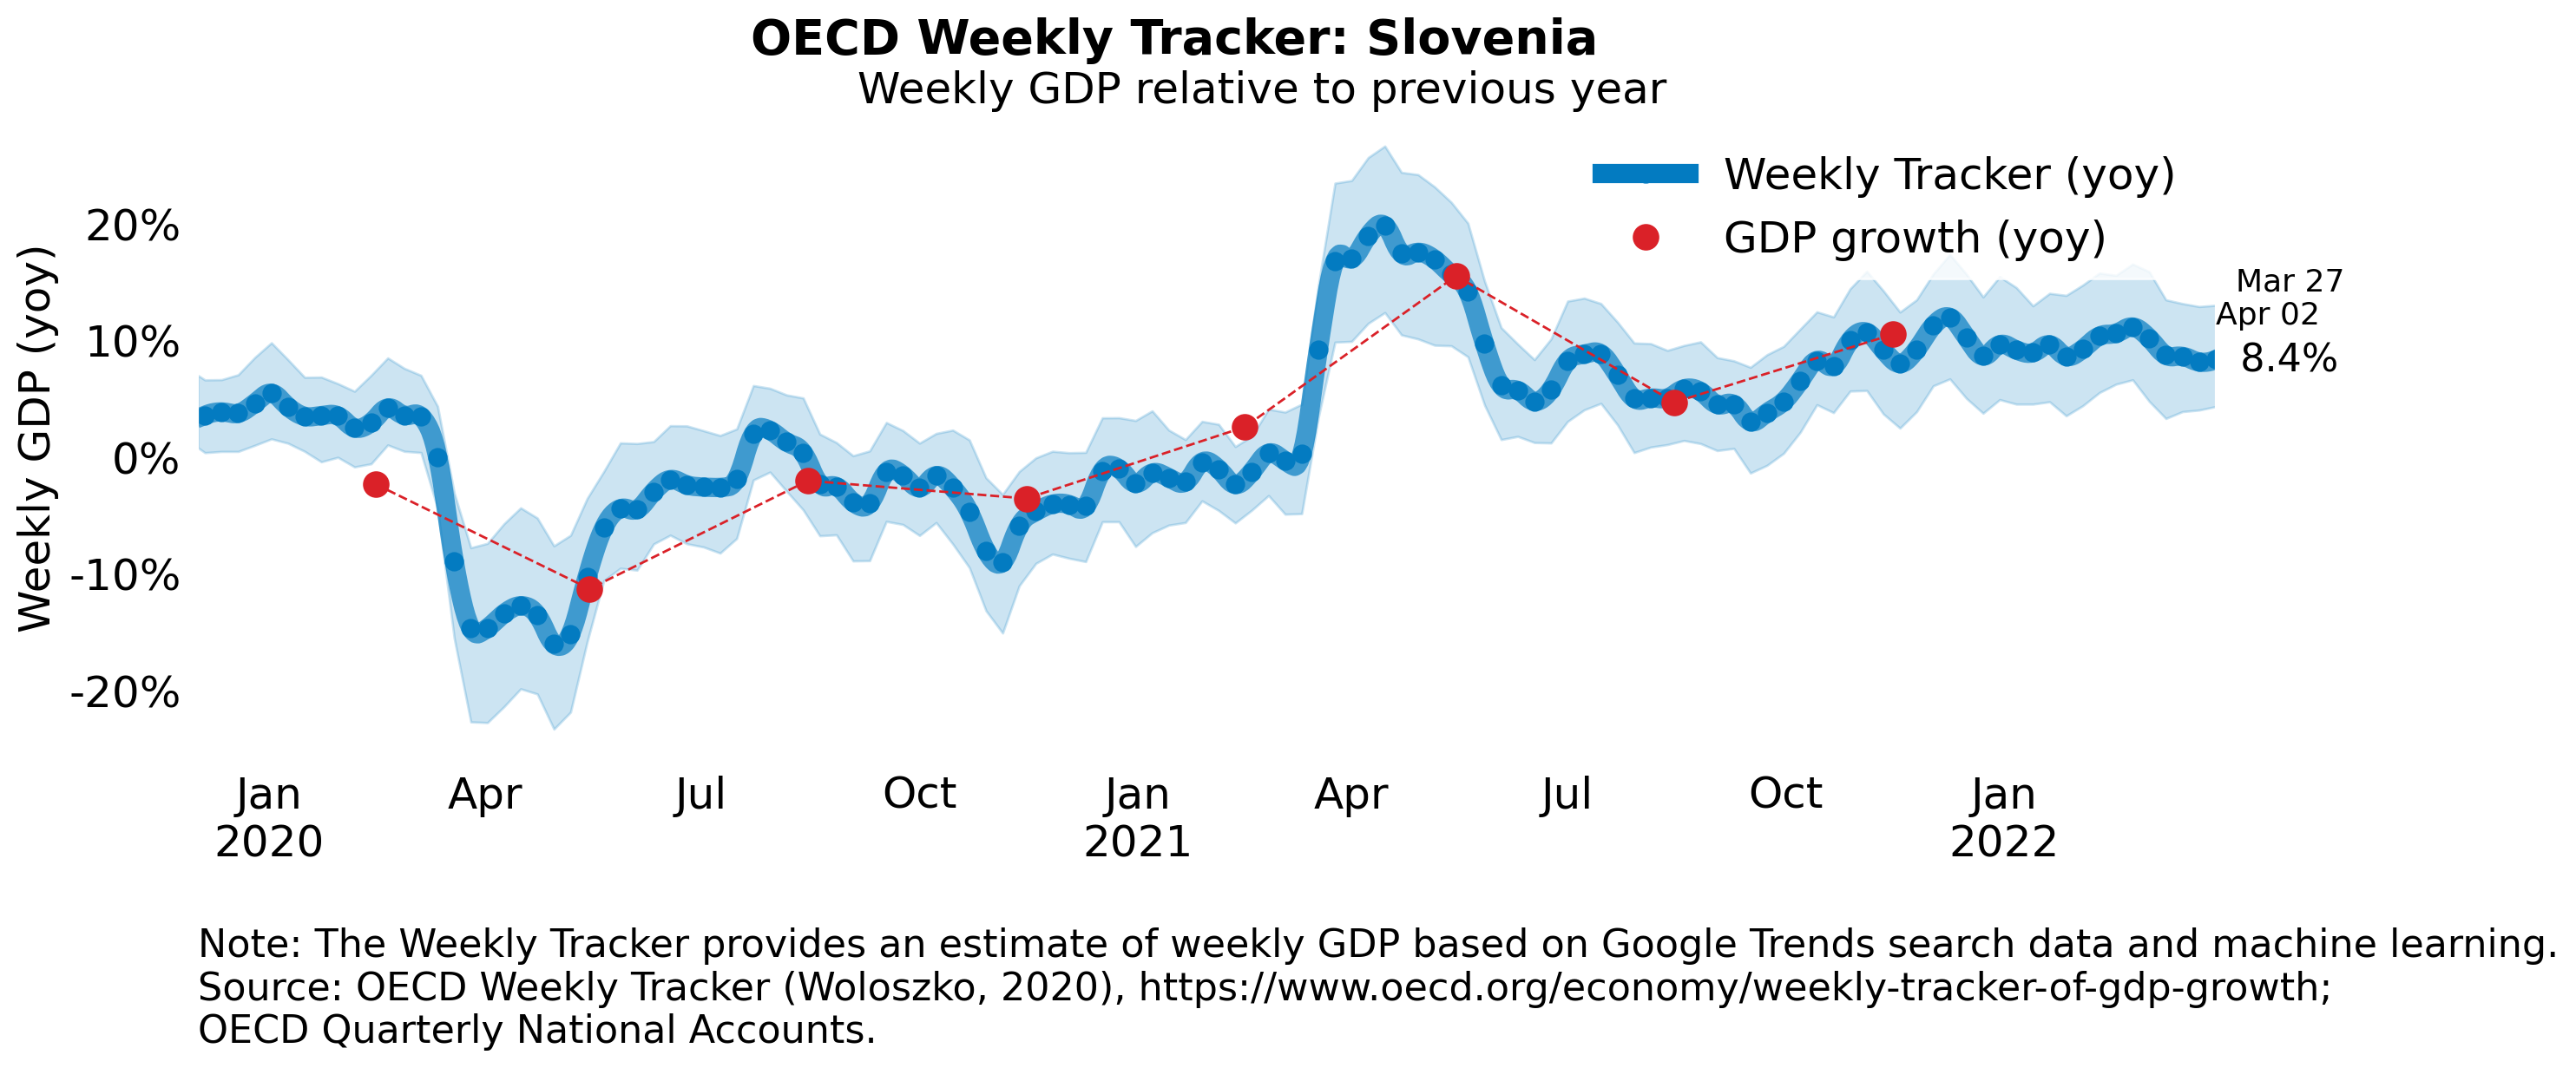 OECD Weekly Tracker: Slovenia
Weekly GDP relative to previous year
Weekly Tracker (yoy)
GDP growth (yoy)
Weekly GDP (yoy)
20%
10%
0%
-10%
-20%
Mar 27
Apr 02
8.4%
Jan Apr Jul Oct Jan Apr Jul Oct Jan
2020 2021 2022
Note: The Weekly Tracker provides an estimate of weekly GDP based on Google Trends search data and machine learning.
Source: OECD Weekly Tracker (Woloszko, 2020), https://www.oecd.org/economy/weekly-tracker-of-gdp-growth;
OECD Quarterly National Accounts.